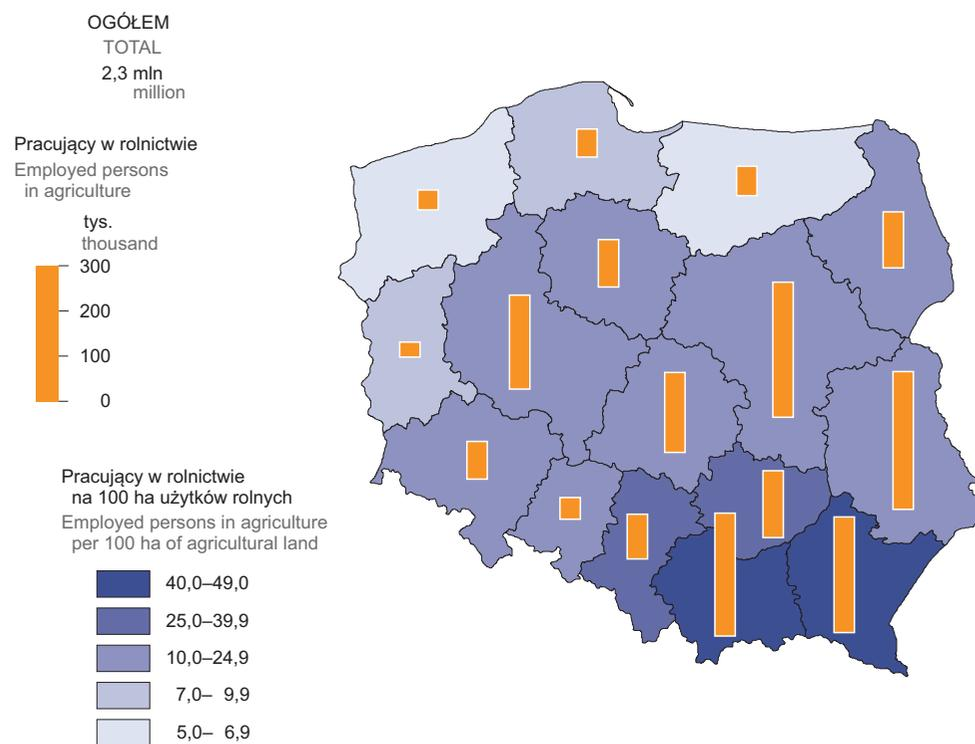 OGÓŁEM
TOTAL
2,3 mln
million
Pracujący w rolnictwie
Employed persons
in agriculture
tys.
thousand
300
200
100
0
Pracujący w rolnictwie
na 100 ha użytków rolnych
Employed persons in agriculture
per 100 ha of agricultural land
40,0–49,0
25,0–39,9
10,0–24,9
7,0– 9,9
5,0– 6,9